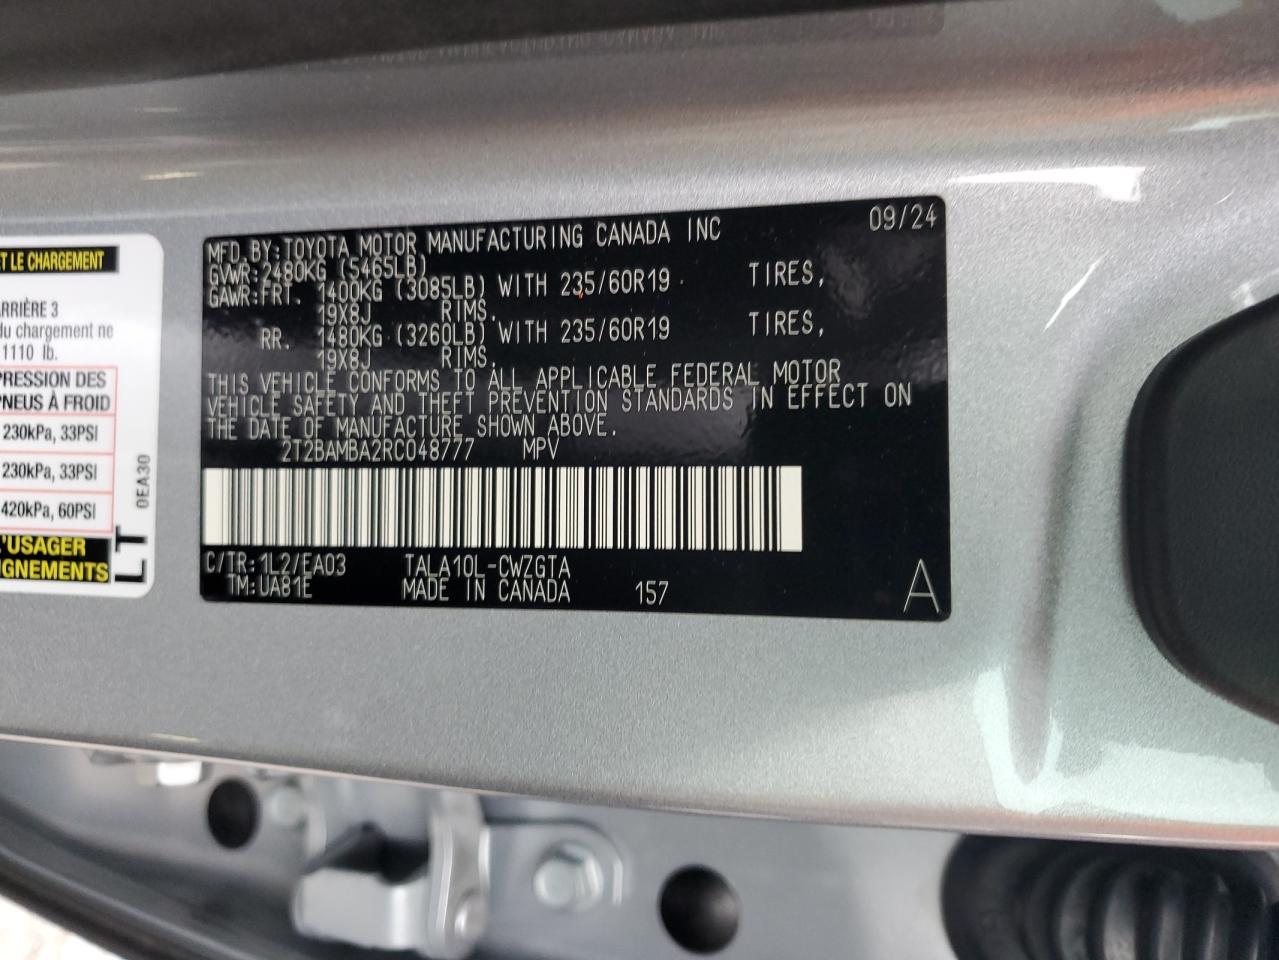 ET LE CHARGEMENT
ARRIÈRE 3
du chargement ne
1110 lb.
PRESSION DES
PNEUS À FROID
230kPa, 33PSI
230kPa, 33PSI
420kPa, 60PSI
L'USAGER
IGNEMENTS
LT
0EA30
MFD.BY:TOYOTA MOTOR MANUFACTURING CANADA INC 09/24
GVWR:2480KG (5465LB)
GAWR:FRT. 1400KG (3085LB) WITH 235/60R19 TIRES,
19X8J RIMS.
RR. 1480KG (3260LB) WITH 235/60R19 TIRES,
19X8J RIMS.
THIS VEHICLE CONFORMS TO ALL APPLICABLE FEDERAL MOTOR
VEHICLE SAFETY AND THEFT PREVENTION STANDARDS IN EFFECT ON
THE DATE OF MANUFACTURE SHOWN ABOVE.
2T2BAMBA2RC048777 MPV
C/TR:1L2/EA03 TALA10L-CWZGTA
TM:UA81E MADE IN CANADA 157 A